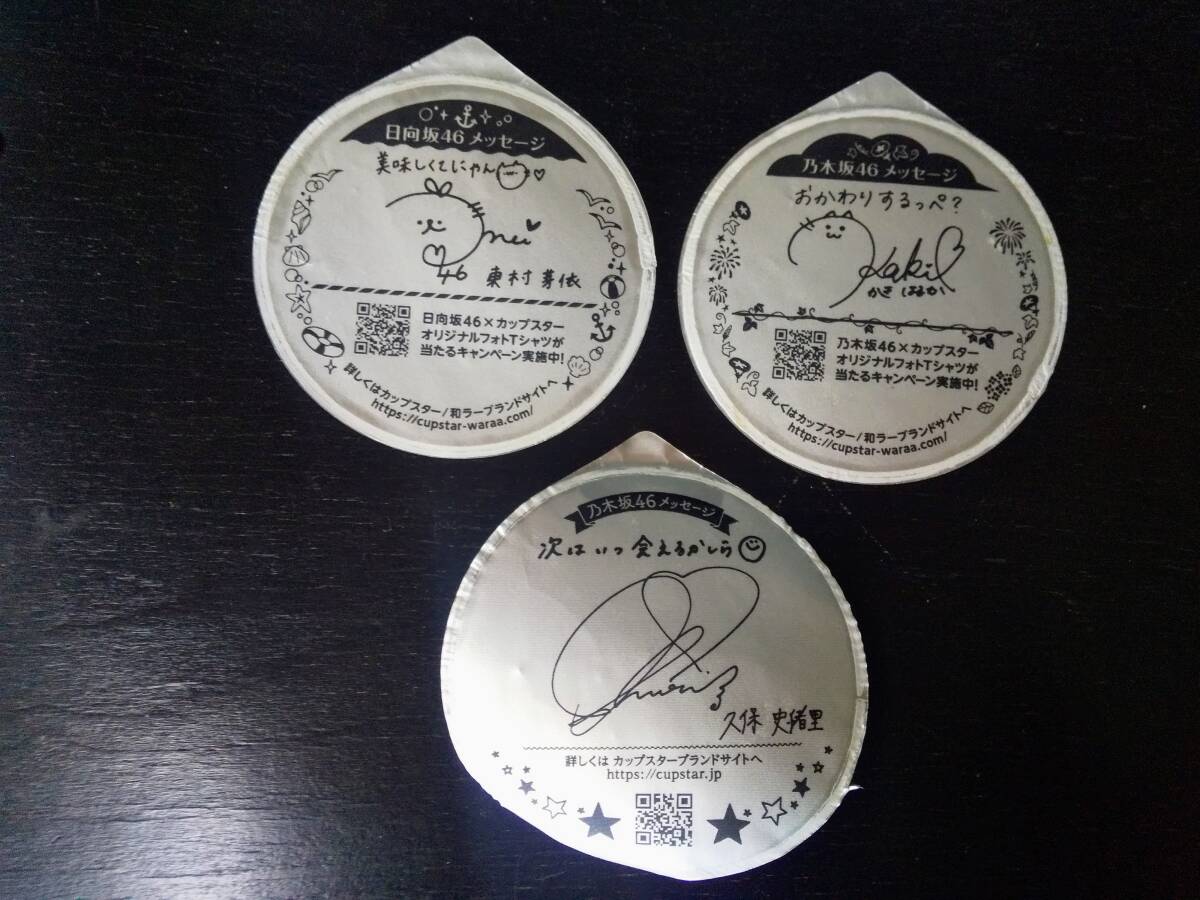 日向坂46メッセージ
美味しくてにゃん
mei
46 東村芽依
日向坂46×カップスター
オリジナルフォトTシャツが
当たるキャンペーン実施中!
詳しくはカップスター/和ラーブランドサイトへ
https://cupstar-waraa.com/
乃木坂46メッセージ
おかわりするっぺ?
Kaki
かき はるか
乃木坂46×カップスター
オリジナルフォトTシャツが
当たるキャンペーン実施中!
詳しくはカップスター/和ラーブランドサイトへ
https://cupstar-waraa.com/
乃木坂46メッセージ
次はいつ会えるかしら
久保 史緒里
詳しくは カップスターブランドサイトへ
https://cupstar.jp